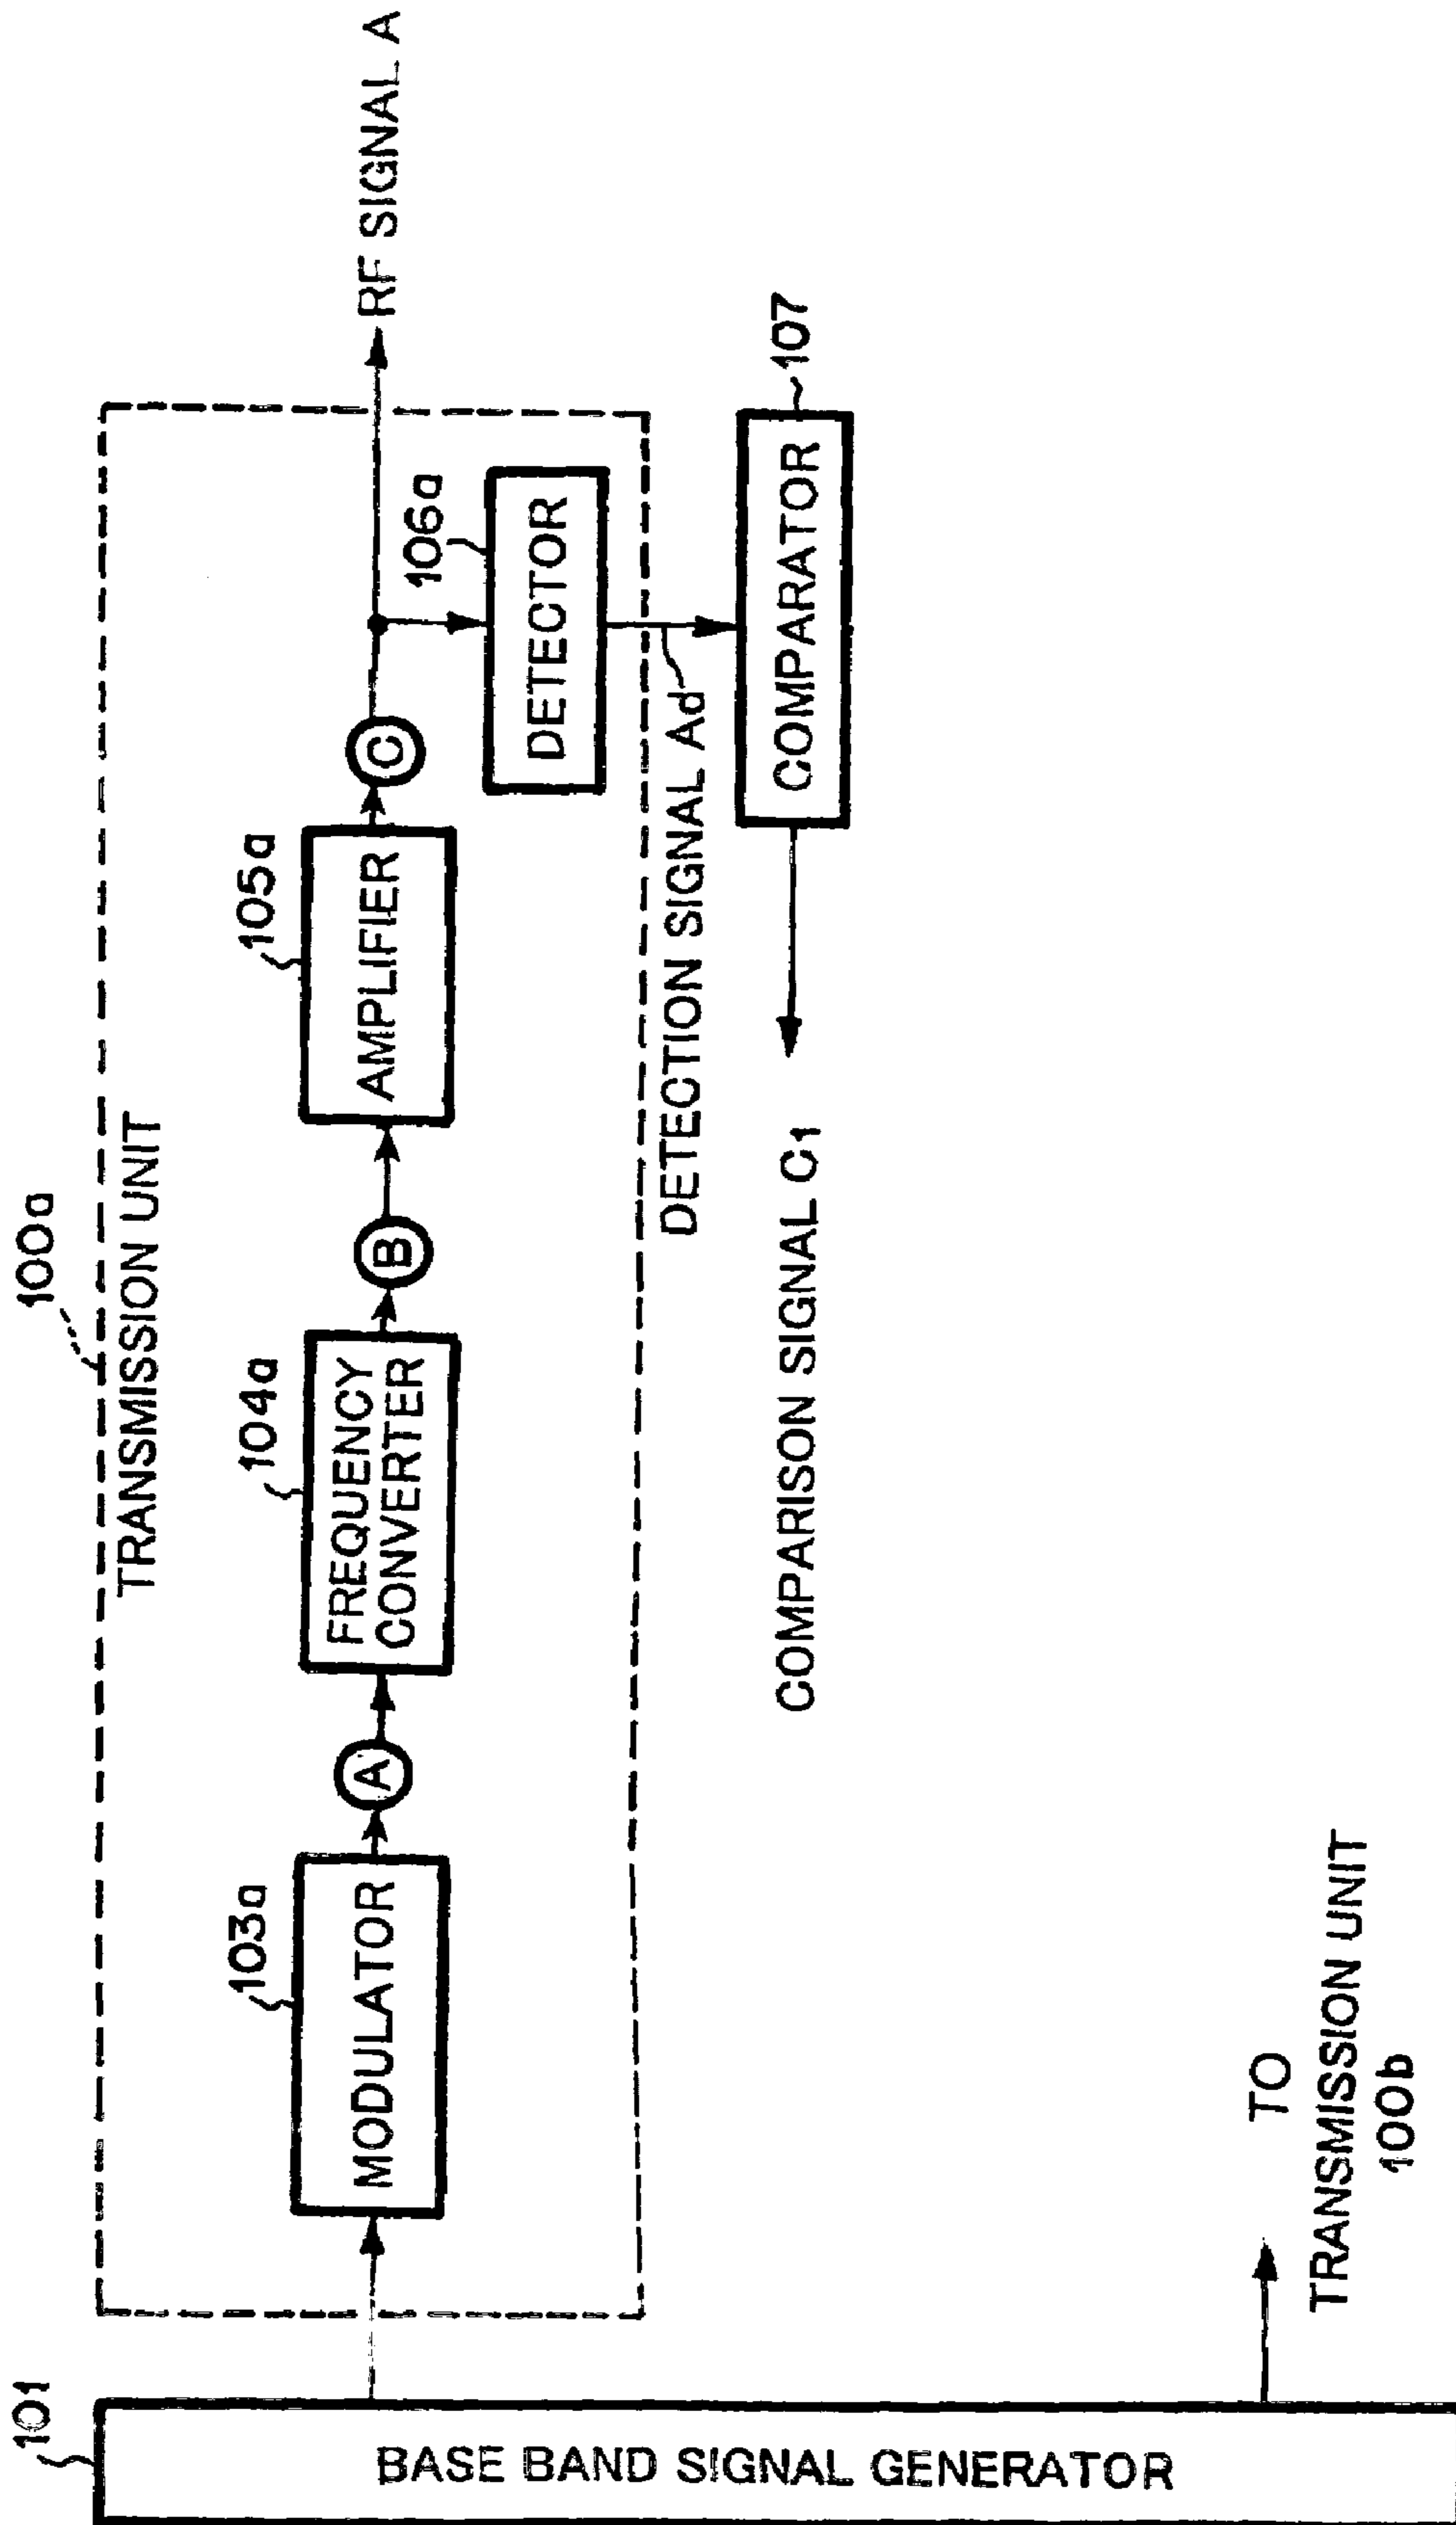 101
BASE BAND SIGNAL GENERATOR
100a
TRANSMISSION UNIT
103a
MODULATOR
A
104a
FREQUENCY
CONVERTER
B
105a
AMPLIFIER
C
RF SIGNAL A
106a
DETECTOR
DETECTION SIGNAL Ad
107
COMPARATOR
COMPARISON SIGNAL C1
TO
TRANSMISSION UNIT
100b